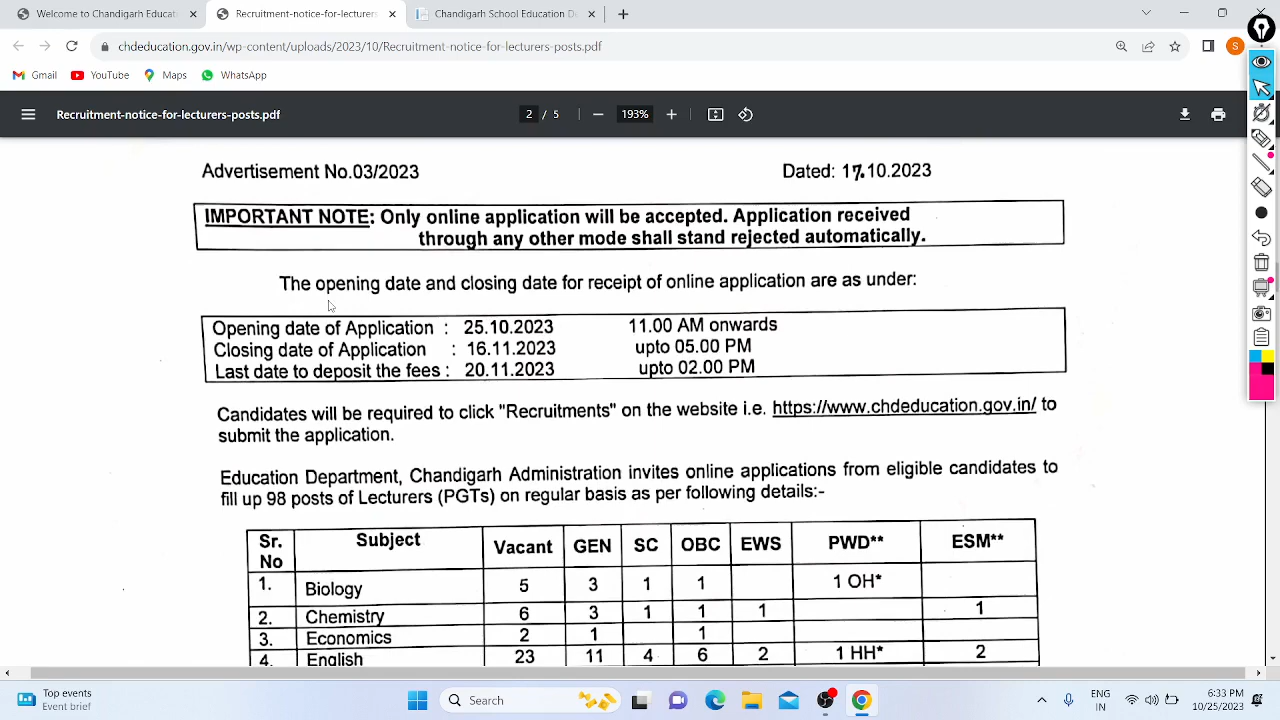 Welcome to Chandigarh Educat
Recruitment-notice-for-lecturers
Chandigarh School Education De
chdeducation.gov.in/wp-content/uploads/2023/10/Recruitment-notice-for-lecturers-posts.pdf
S
Gmail YouTube Maps WhatsApp
Recruitment-notice-for-lecturers-posts.pdf 2 / 5 193%
Advertisement No.03/2023 Dated: 17.10.2023
IMPORTANT NOTE: Only online application will be accepted. Application received
through any other mode shall stand rejected automatically.
The opening date and closing date for receipt of online application are as under:
Opening date of Application : 25.10.2023 11.00 AM onwards
Closing date of Application : 16.11.2023 upto 05.00 PM
Last date to deposit the fees : 20.11.2023 upto 02.00 PM
Candidates will be required to click "Recruitments" on the website i.e. https://www.chdeducation.gov.in/ to
submit the application.
Education Department, Chandigarh Administration invites online applications from eligible candidates to
fill up 98 posts of Lecturers (PGTs) on regular basis as per following details:-
Sr. No Subject Vacant GEN SC OBC EWS PWD** ESM**
1. Biology 5 3 1 1 1 OH*
2. Chemistry 6 3 1 1 1 1
3. Economics 2 1 1
4. English 23 11 4 6 2 1 HH* 2
Top events
Event brief
Search
ENG
IN
6:33 PM
10/25/2023